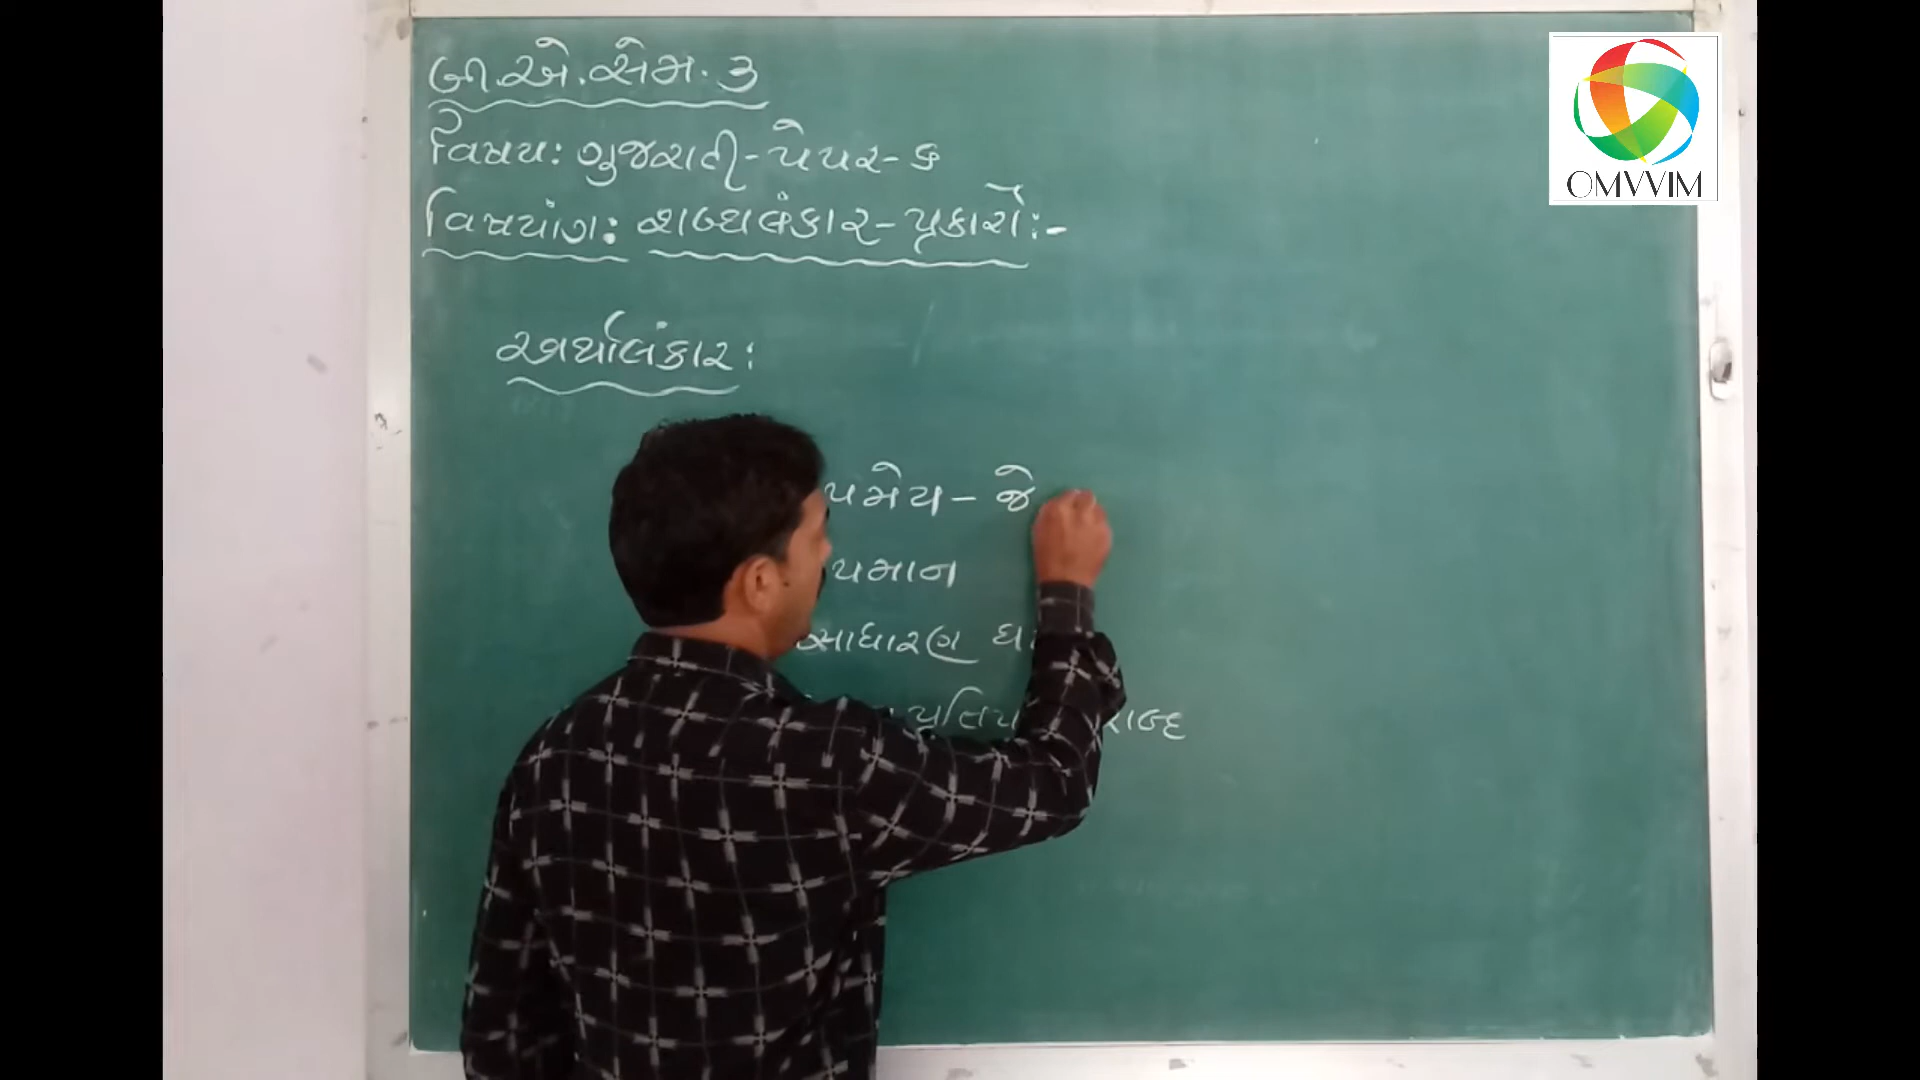 બી.એ.સેમ. ૩
OMVVIM
વિષય: ગુજરાતી-પેપર-૬
વિષયાંગ: શબ્દાલંકાર-પ્રકારો:-
અર્થાલંકાર:
પમેય - જે
પમાન
સાધારણ
શબ્દ